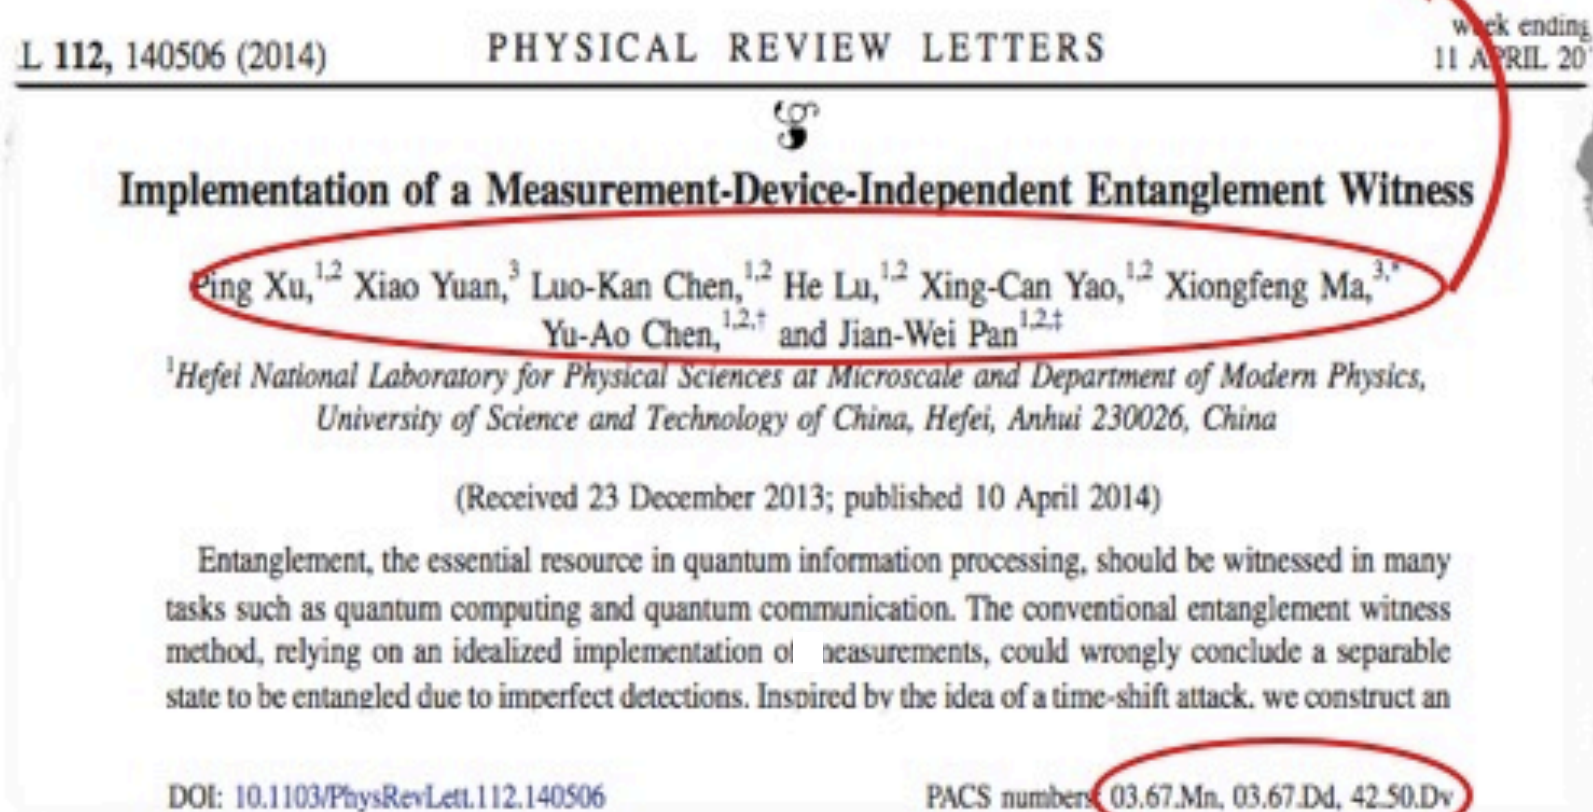 L 112, 140506 (2014)
PHYSICAL REVIEW LETTERS
week ending
11 APRIL 20
Implementation of a Measurement-Device-Independent Entanglement Witness
Ping Xu,1,2 Xiao Yuan,3 Luo-Kan Chen,1,2 He Lu,1,2 Xing-Can Yao,1,2 Xiongfeng Ma,3,*
Yu-Ao Chen,1,2,† and Jian-Wei Pan1,2,‡
1Hefei National Laboratory for Physical Sciences at Microscale and Department of Modern Physics,
University of Science and Technology of China, Hefei, Anhui 230026, China
(Received 23 December 2013; published 10 April 2014)
Entanglement, the essential resource in quantum information processing, should be witnessed in many
tasks such as quantum computing and quantum communication. The conventional entanglement witness
method, relying on an idealized implementation of measurements, could wrongly conclude a separable
state to be entangled due to imperfect detections. Inspired by the idea of a time-shift attack, we construct an
DOI: 10.1103/PhysRevLett.112.140506
PACS numbers: 03.67.Mn, 03.67.Dd, 42.50.Dv